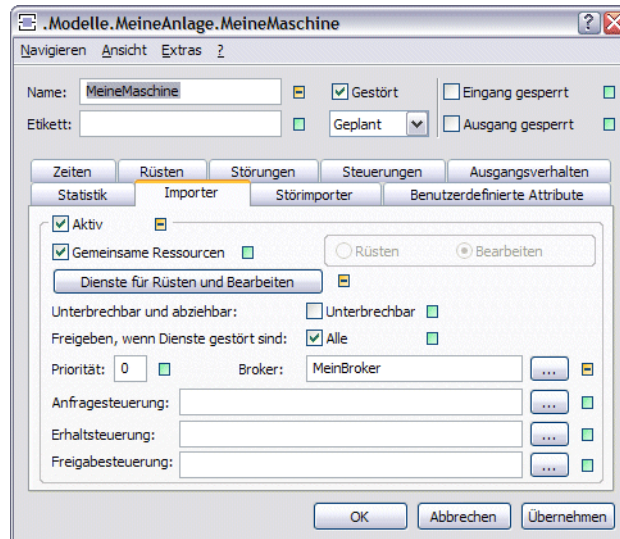 .Modelle.MeineAnlage.MeineMaschine
Navigieren Ansicht Extras ?
Name: MeineMaschine Gestört Eingang gesperrt
Etikett: Geplant Ausgang gesperrt
Zeiten Rüsten Störungen Steuerungen Ausgangsverhalten
Statistik Importer Störimporter Benutzerdefinierte Attribute
Aktiv
Gemeinsame Ressourcen Rüsten Bearbeiten
Dienste für Rüsten und Bearbeiten
Unterbrechbar und abziehbar: Unterbrechbar
Freigeben, wenn Dienste gestört sind: Alle
Priorität: 0 Broker: MeinBroker ...
Anfragesteuerung: ...
Erhaltsteuerung: ...
Freigabesteuerung: ...
OK Abbrechen Übernehmen